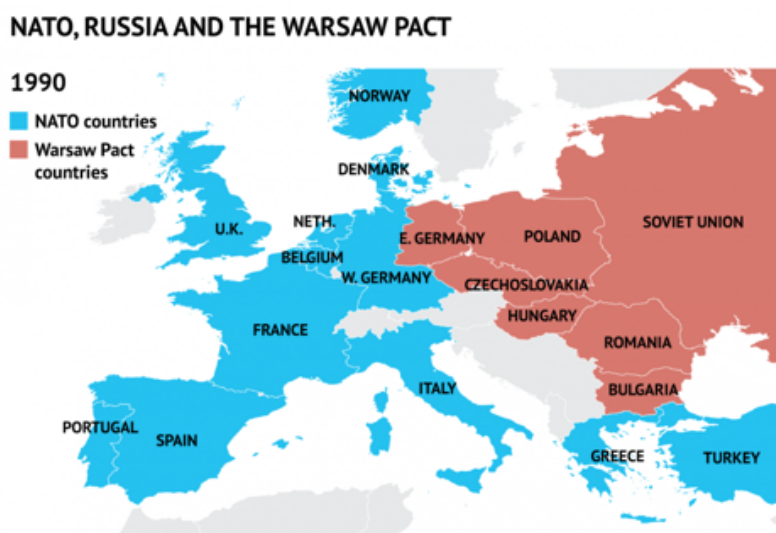 NATO, RUSSIA AND THE WARSAW PACT
1990
NATO countries
Warsaw Pact
countries
NORWAY
DENMARK
U.K.
NETH.
BELGIUM
E. GERMANY
POLAND
SOVIET UNION
W. GERMANY
CZECHOSLOVAKIA
HUNGARY
FRANCE
ROMANIA
ITALY
BULGARIA
PORTUGAL
SPAIN
GREECE
TURKEY